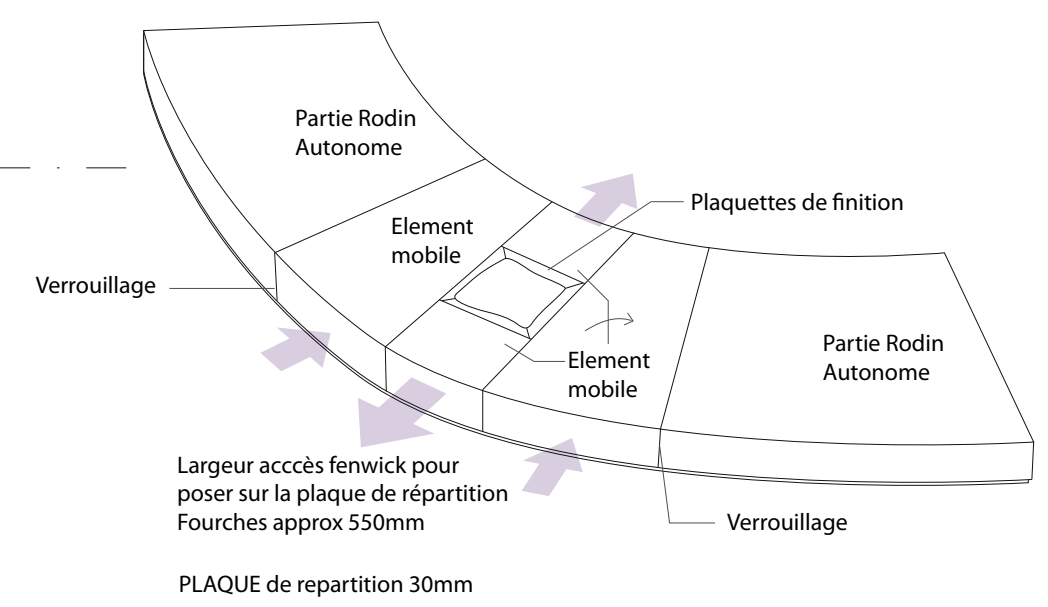 Partie Rodin
Autonome
Element
mobile
Plaquettes de finition
Verrouillage
Element
mobile
Partie Rodin
Autonome
Largeur acccès fenwick pour
poser sur la plaque de répartition
Fourches approx 550mm
Verrouillage
PLAQUE de repartition 30mm